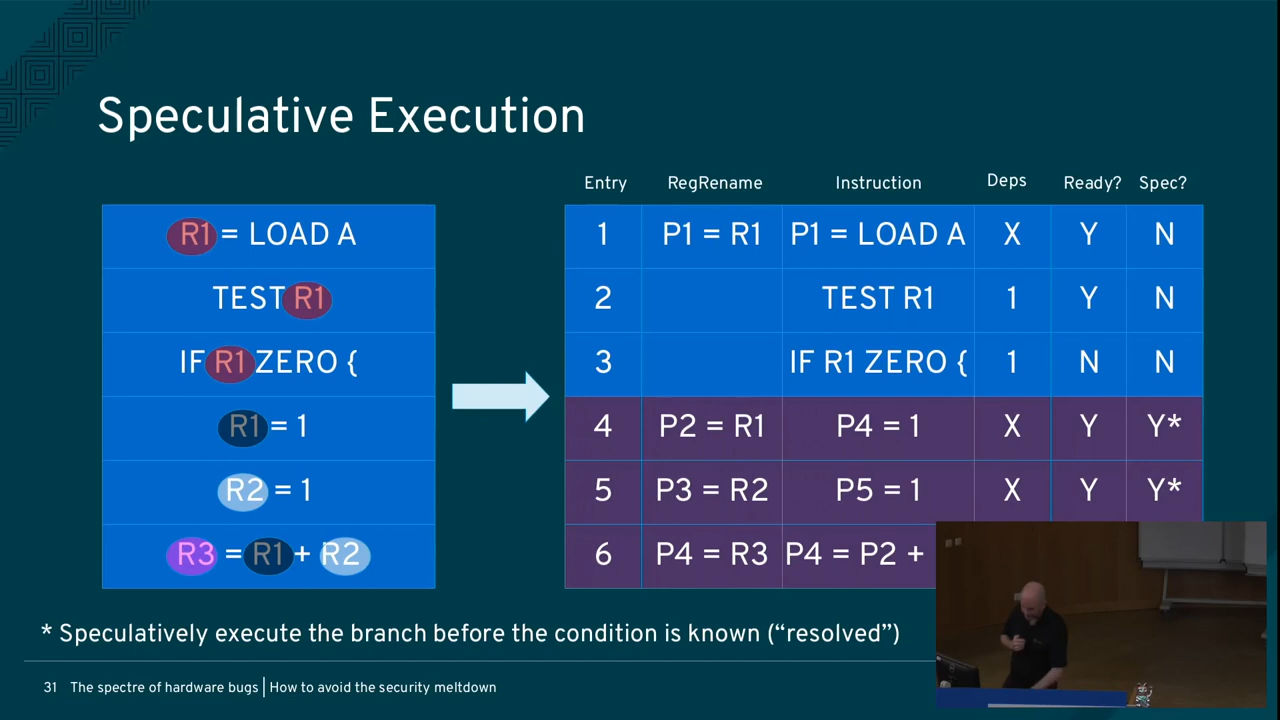 Speculative Execution
Entry RegRename Instruction Deps Ready? Spec?
R1 = LOAD A
TEST R1
IF R1 ZERO {
R1 = 1
R2 = 1
R3 = R1 + R2
1 P1 = R1 P1 = LOAD A X Y N
2 TEST R1 1 Y N
3 IF R1 ZERO { 1 N N
4 P2 = R1 P4 = 1 X Y Y*
5 P3 = R2 P5 = 1 X Y Y*
6 P4 = R3 P4 = P2 +
* Speculatively execute the branch before the condition is known (“resolved”)
31 The spectre of hardware bugs | How to avoid the security meltdown